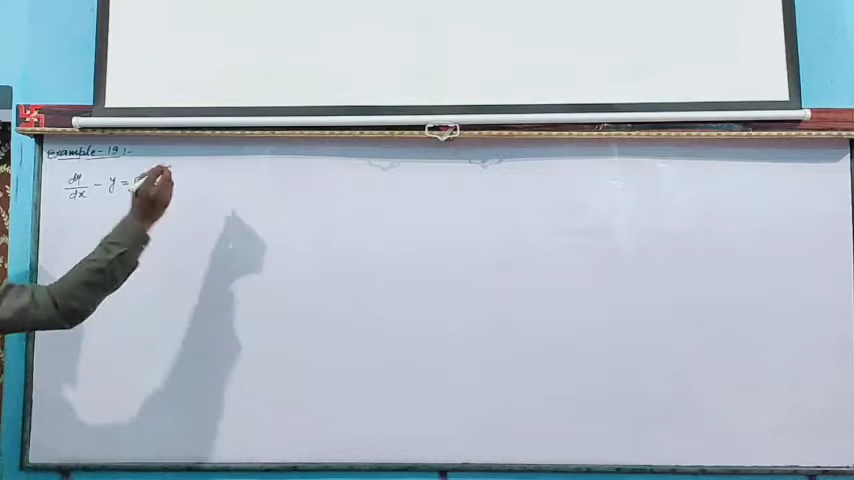 Example-19:-
dy/dx - y =